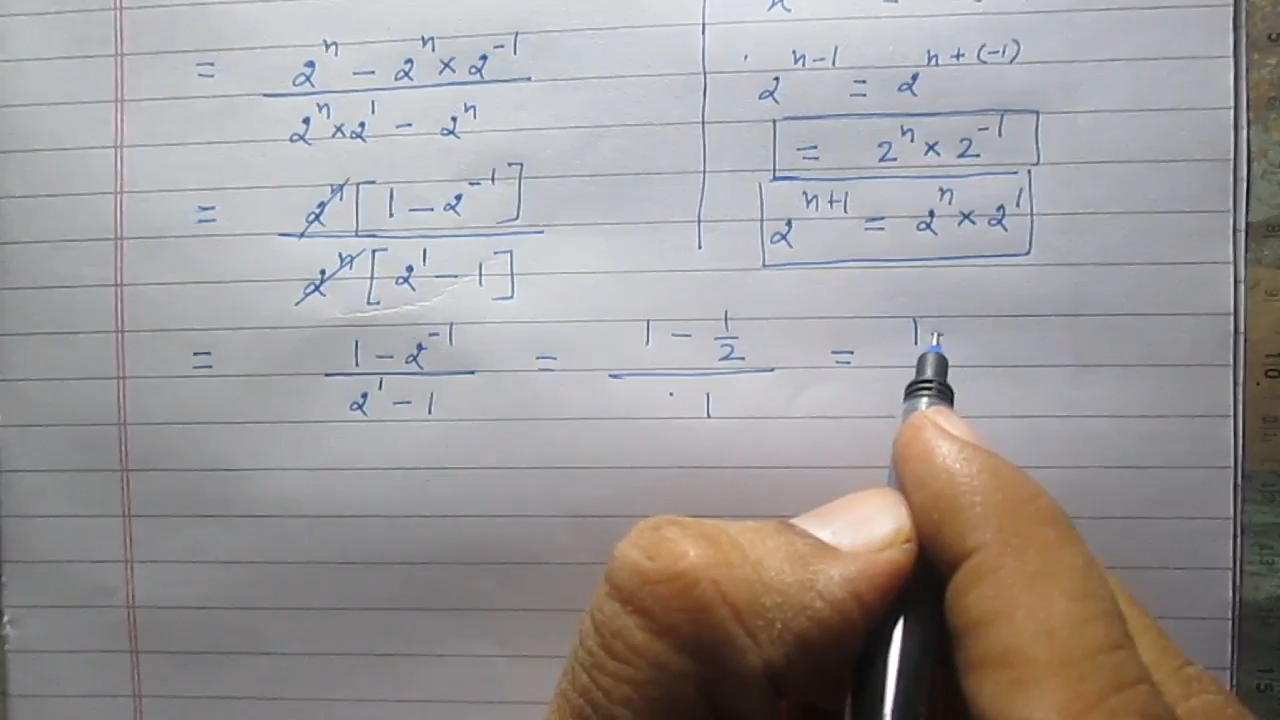 = (2^n - 2^n × 2^-1) / (2^n × 2^1 - 2^n)
= 2^n [1 - 2^-1] / 2^n [2^1 - 1]
= (1 - 2^-1) / (2^1 - 1) = (1 - 1/2) / 1 = 1
2^n-1 = 2^n+(-1)
= 2^n × 2^-1
2^n+1 = 2^n × 2^1